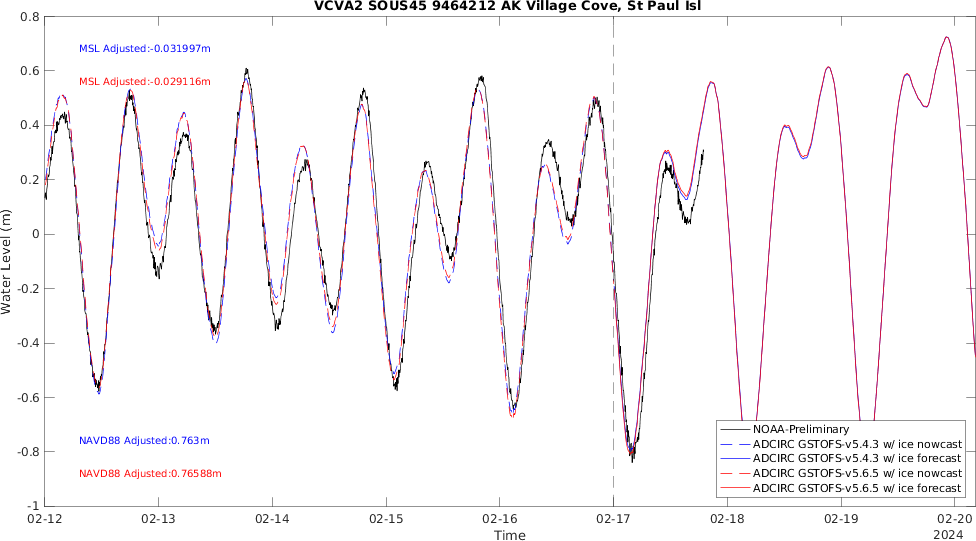 VCVA2 SOUS45 9464212 AK Village Cove, St Paul Isl
0.8
0.6
0.4
0.2
0
-0.2
-0.4
-0.6
-0.8
-1
Water Level (m)
MSL Adjusted:-0.031997m
MSL Adjusted:-0.029116m
NAVD88 Adjusted:0.763m
NAVD88 Adjusted:0.76588m
NOAA-Preliminary
ADCIRC GSTOFS-v5.4.3 w/ ice nowcast
ADCIRC GSTOFS-v5.4.3 w/ ice forecast
ADCIRC GSTOFS-v5.6.5 w/ ice nowcast
ADCIRC GSTOFS-v5.6.5 w/ ice forecast
02-12 02-13 02-14 02-15 02-16 02-17 02-18 02-19 02-20
Time 2024